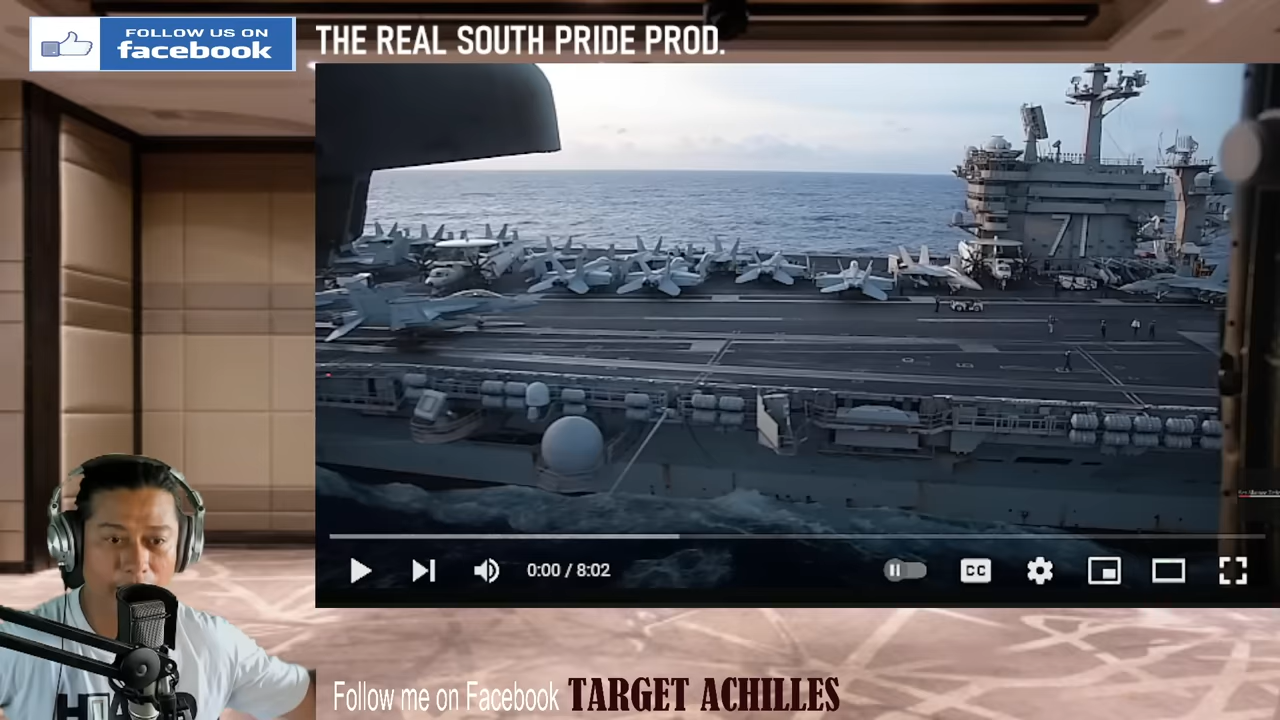 FOLLOW US ON
facebook
THE REAL SOUTH PRIDE PROD.
71
0:00 / 8:02
CC
Follow me on Facebook TARGET ACHILLES